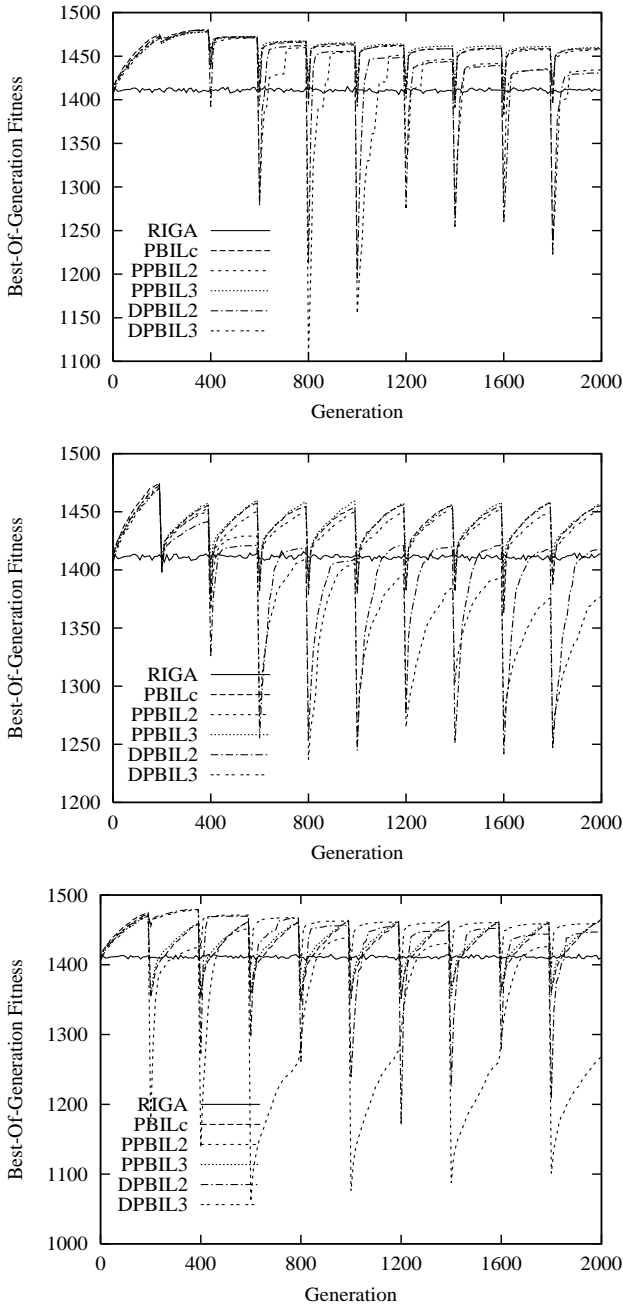 Best-Of-Generation Fitness
1500
1450
1400
1350
1300
1250
1200
1150
1100
RIGA
PBILc
PPBIL2
PPBIL3
DPBIL2
DPBIL3
0 400 800 1200 1600 2000
Generation
Best-Of-Generation Fitness
1500
1450
1400
1350
1300
1250
1200
RIGA
PBILc
PPBIL2
PPBIL3
DPBIL2
DPBIL3
0 400 800 1200 1600 2000
Generation
Best-Of-Generation Fitness
1500
1400
1300
1200
1100
1000
RIGA
PBILc
PPBIL2
PPBIL3
DPBIL2
DPBIL3
0 400 800 1200 1600 2000
Generation